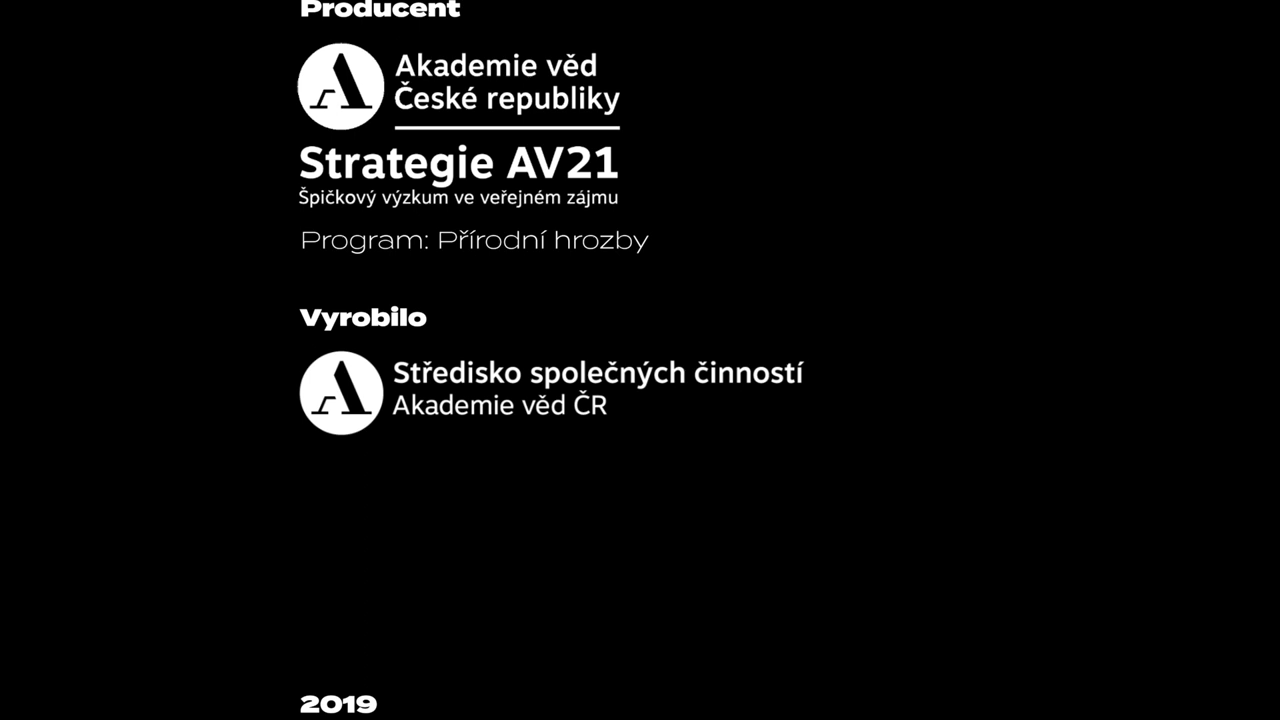 Producent
Akademie věd
České republiky
Strategie AV21
Špičkový výzkum ve veřejném zájmu
Program: Přírodní hrozby
Vyrobilo
Středisko společných činností
Akademie věd ČR
2019